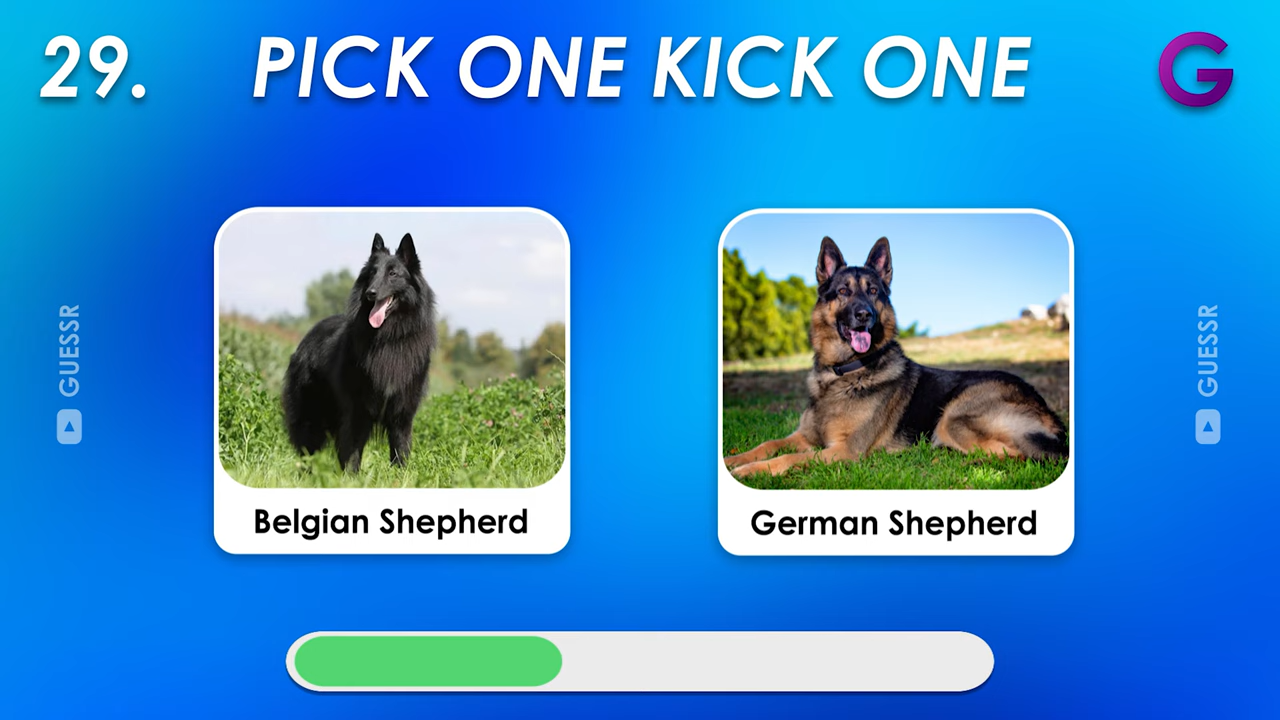 29.
PICK ONE KICK ONE
G
GUESSR
GUESSR
Belgian Shepherd
German Shepherd